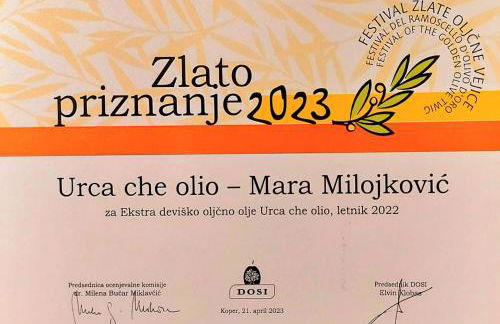 FESTIVAL ZLATE OLJČNE VEJICE
FESTIVAL DEL RAMOSCELLO D'ULIVO D'ORO
FESTIVAL OF THE GOLDEN OLIVE TWIG
Zlato
priznanje 2023
Urca che olio – Mara Milojković
za Ekstra deviško oljčno olje Urca che olio, letnik 2022
Predsednica ocenjevalne komisije
dr. Milena Bučar Miklavčič
DOSI
Koper, 21. april 2023
Predsednik DOSI
Elvin Klobas